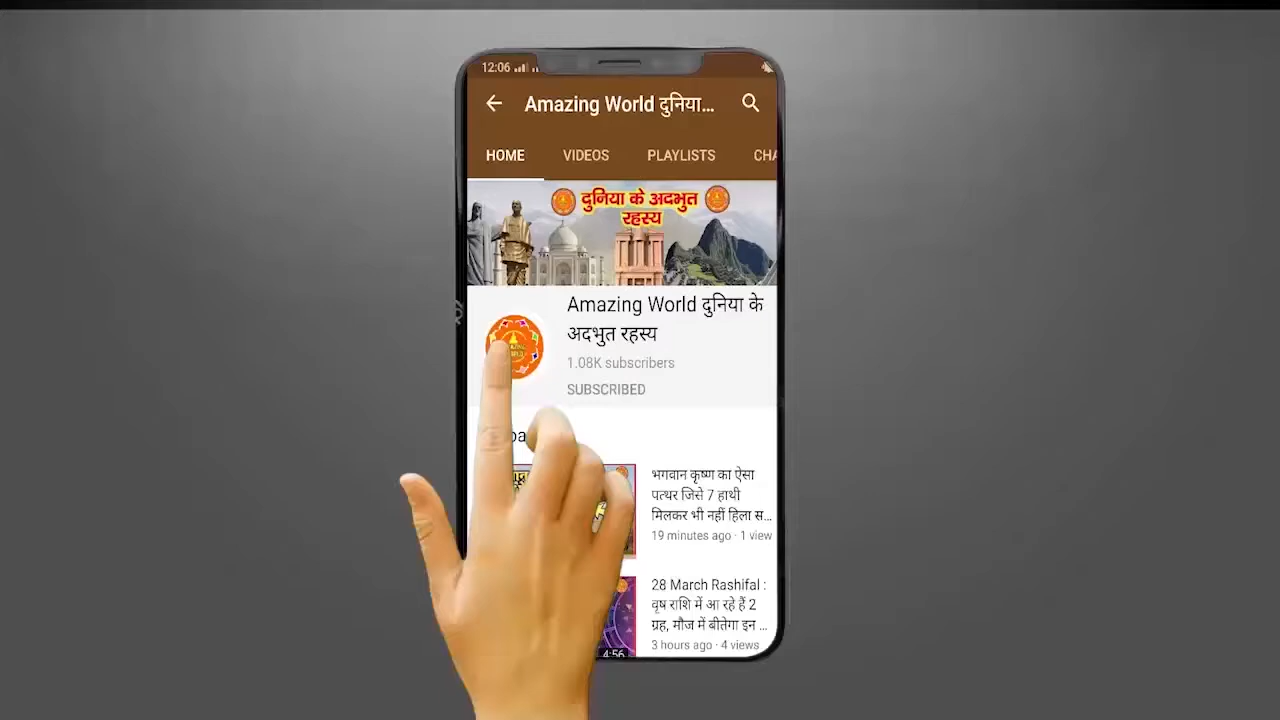 12:06
Amazing World दुनिया...
HOME VIDEOS PLAYLISTS CHA
दुनिया के अदभुत
रहस्य
Amazing World दुनिया के
अदभुत रहस्य
1.08K subscribers
SUBSCRIBED
भगवान कृष्ण का ऐसा
पत्थर जिसे 7 हाथी
मिलकर भी नहीं हिला स...
19 minutes ago · 1 view
28 March Rashifal :
वृष राशि में आ रहे हैं 2
ग्रह, मौज में बीतेगा इन ...
3 hours ago · 4 views
4:56